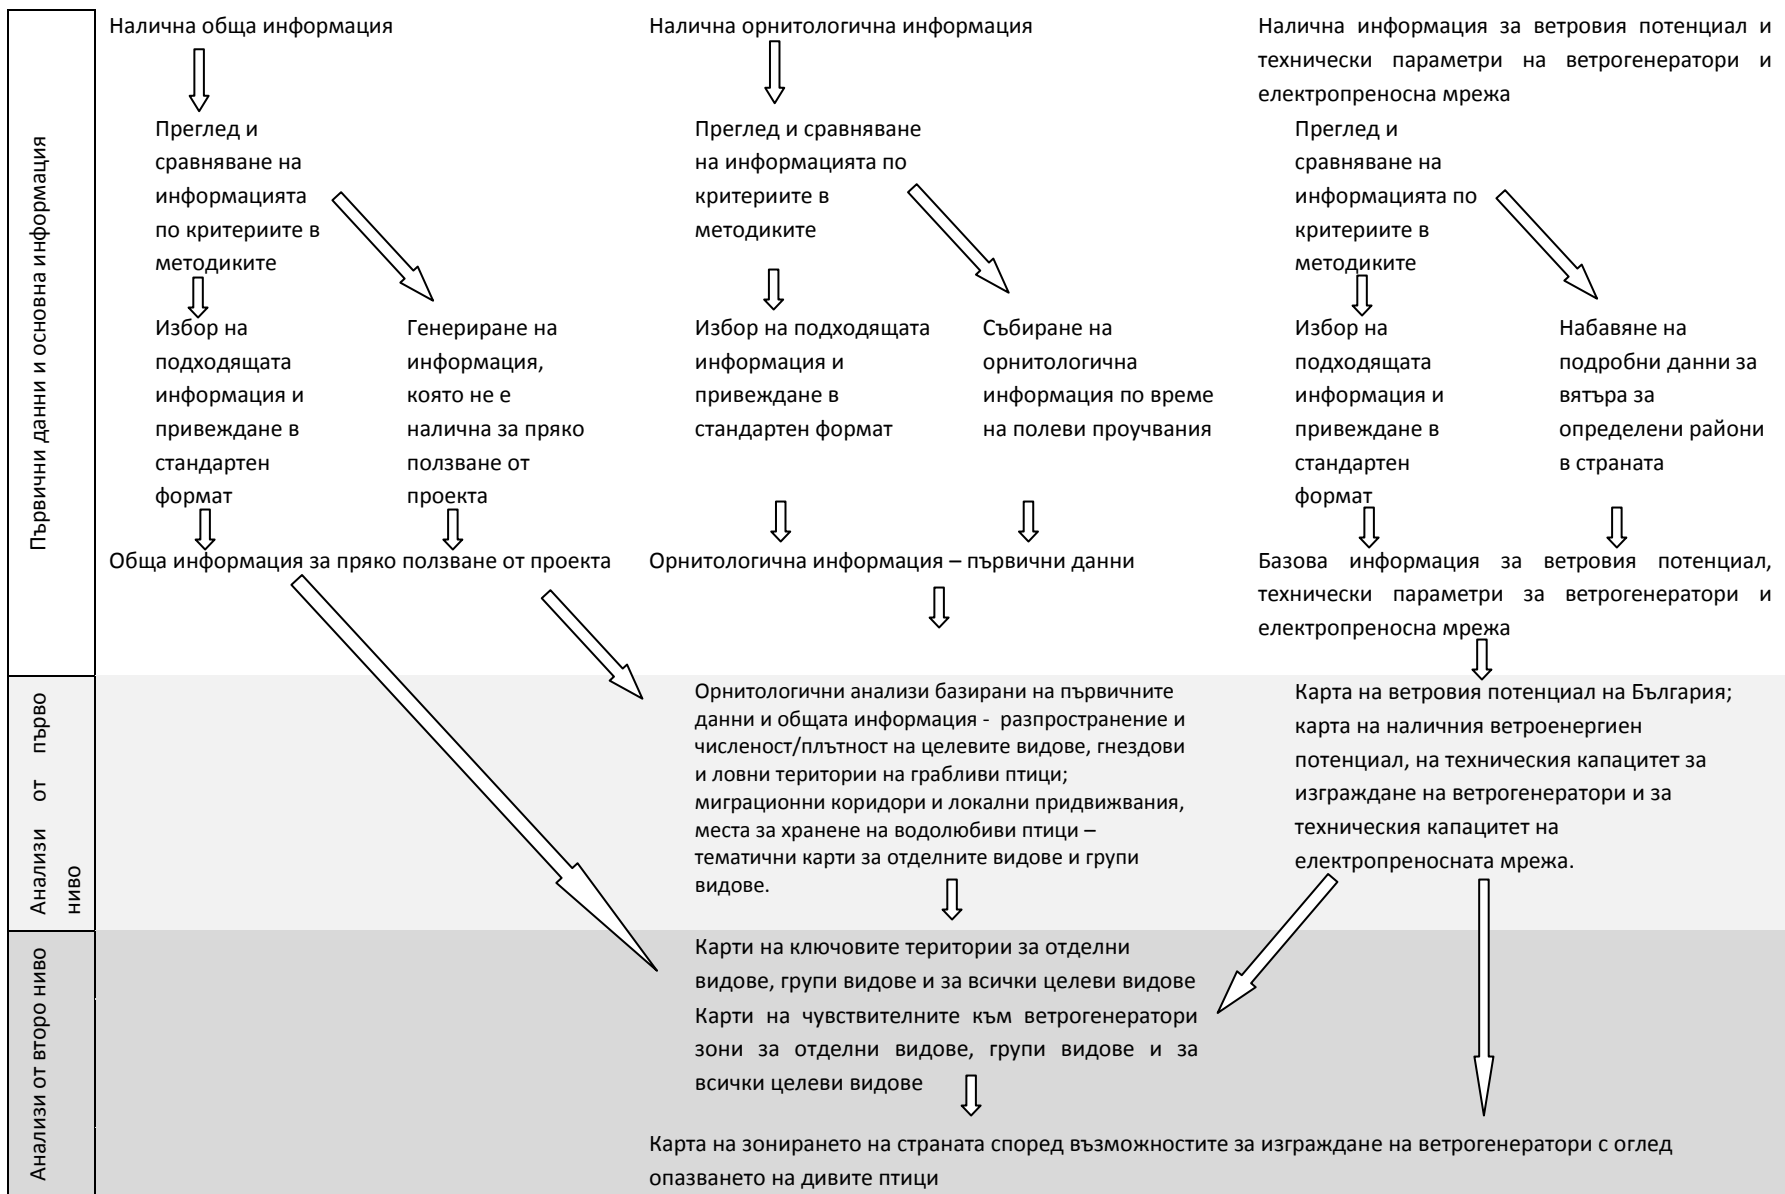 Първични данни и основна информация
Налична обща информация
Преглед и
сравняване на
информацията
по критериите в
методиките
Избор на
подходящата
информация и
привеждане в
стандартен
формат
Генериране на
информация,
която не е
налична за пряко
ползване от
проекта
Обща информация за пряко ползване от проекта
Налична орнитологична информация
Преглед и сравняване
на информацията по
критериите в
методиките
Избор на подходящата
информация и
привеждане в
стандартен формат
Събиране на
орнитологична
информация по време
на полеви проучвания
Орнитологична информация – първични данни
Налична информация за ветровия потенциал и
технически параметри на ветрогенератори и
електропреносна мрежа
Преглед и
сравняване на
информацията по
критериите в
методиките
Избор на
подходящата
информация и
привеждане в
стандартен
формат
Набавяне на
подробни данни за
вятъра за
определени райони
в страната
Базова информация за ветровия потенциал,
технически параметри за ветрогенератори и
електропреносна мрежа
Анализи от първо
ниво
Орнитологични анализи базирани на първичните
данни и общата информация - разпространение и
численост/плътност на целевите видове, гнездови
и ловни територии на грабливи птици;
миграционни коридори и локални придвижвания,
места за хранене на водолюбиви птици –
тематични карти за отделните видове и групи
видове.
Карта на ветровия потенциал на България;
карта на наличния ветроенергиен
потенциал, на техническия капацитет за
изграждане на ветрогенератори и за
техническия капацитет на
електропреносната мрежа.
Анализи от второ ниво
Карти на ключовите територии за отделни
видове, групи видове и за всички целеви видове
Карти на чувствителните към ветрогенератори
зони за отделни видове, групи видове и за
всички целеви видове
Карта на зонирането на страната според възможностите за изграждане на ветрогенератори с оглед
опазването на дивите птици